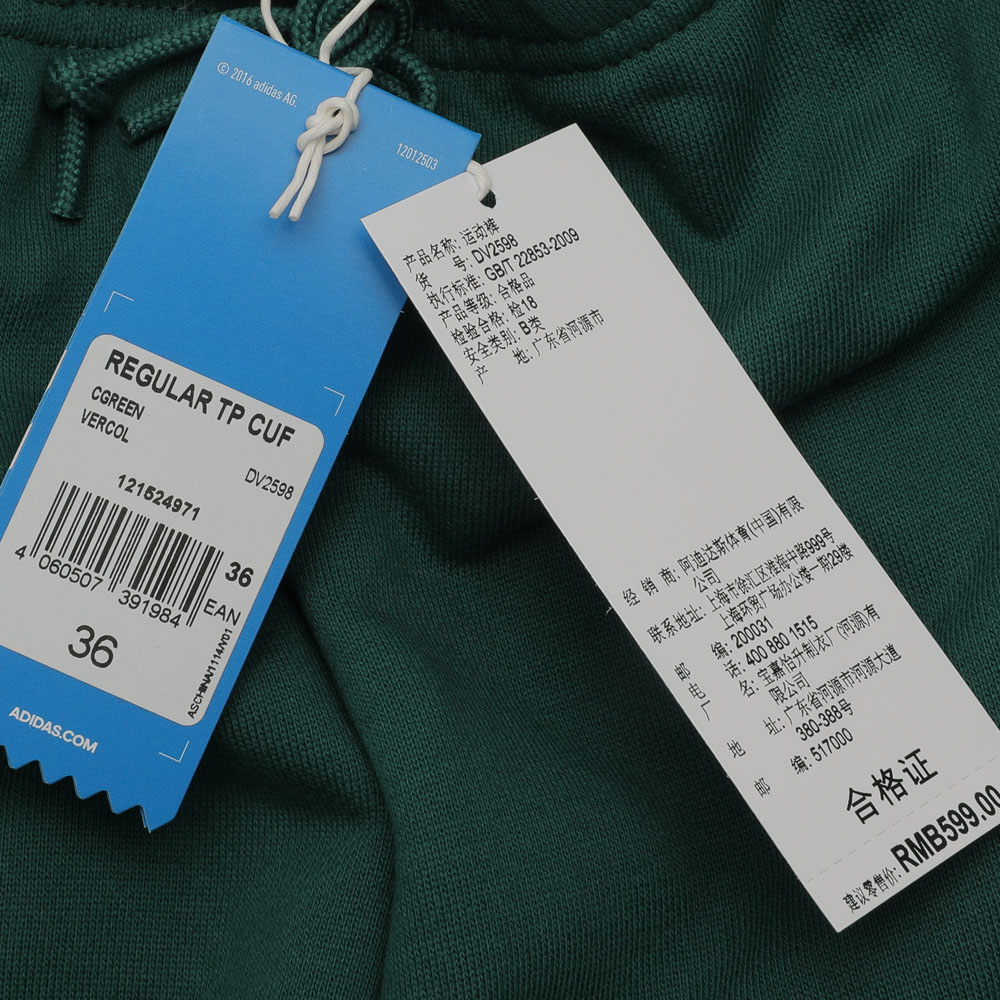 © 2016 adidas AG.
12012503
REGULAR TP CUF
CGREEN
VERCOL
DV2598
121524971
36
4 060507 391984 EAN
36
ADIDAS.COM
产品名称: 运动裤
货 号: DV2598
执行标准: GB/T 22853-2009
产品等级: 合格品
检验合格: 检18
安全类别: B类
产 地: 广东省河源市
经 销 商: 阿迪达斯体育(中国)有限
公司
联系地址: 上海市徐汇区淮海中路999号
上海环贸广场办公楼一期29楼
邮 编: 200031
电 话: 400 880 1515
厂 名: 宝嘉怡升制衣厂(河源)有
限公司
地 址: 广东省河源市河源大道
380-388号
邮 编: 517000
合格证
建议零售价: RMB599.00